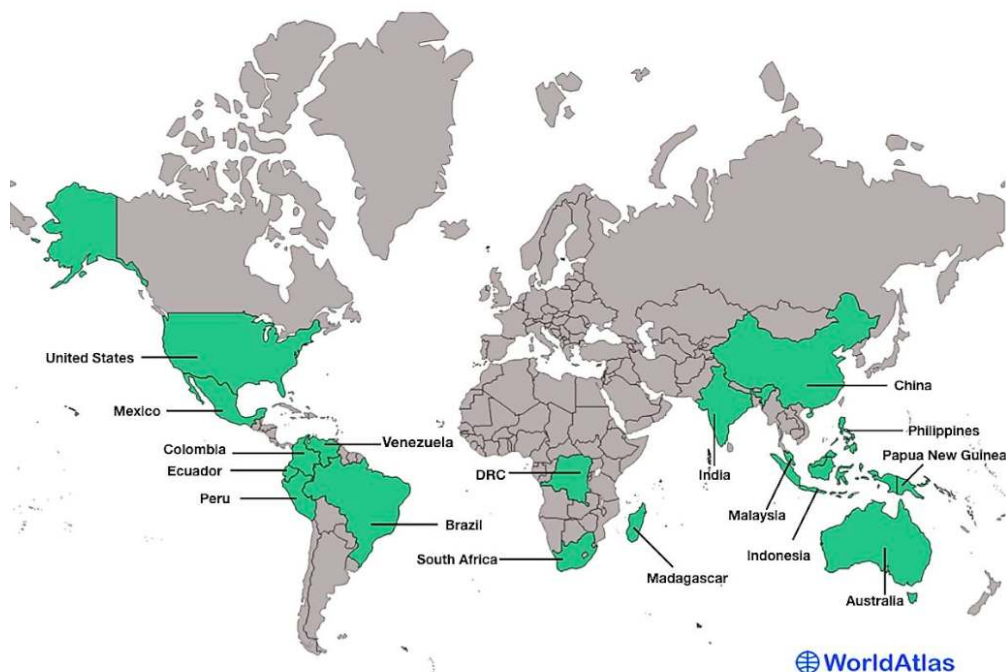 United States
Mexico
Colombia
Venezuela
Ecuador
Peru
Brazil
DRC
South Africa
Madagascar
India
China
Philippines
Papua New Guinea
Malaysia
Indonesia
Australia
WorldAtlas